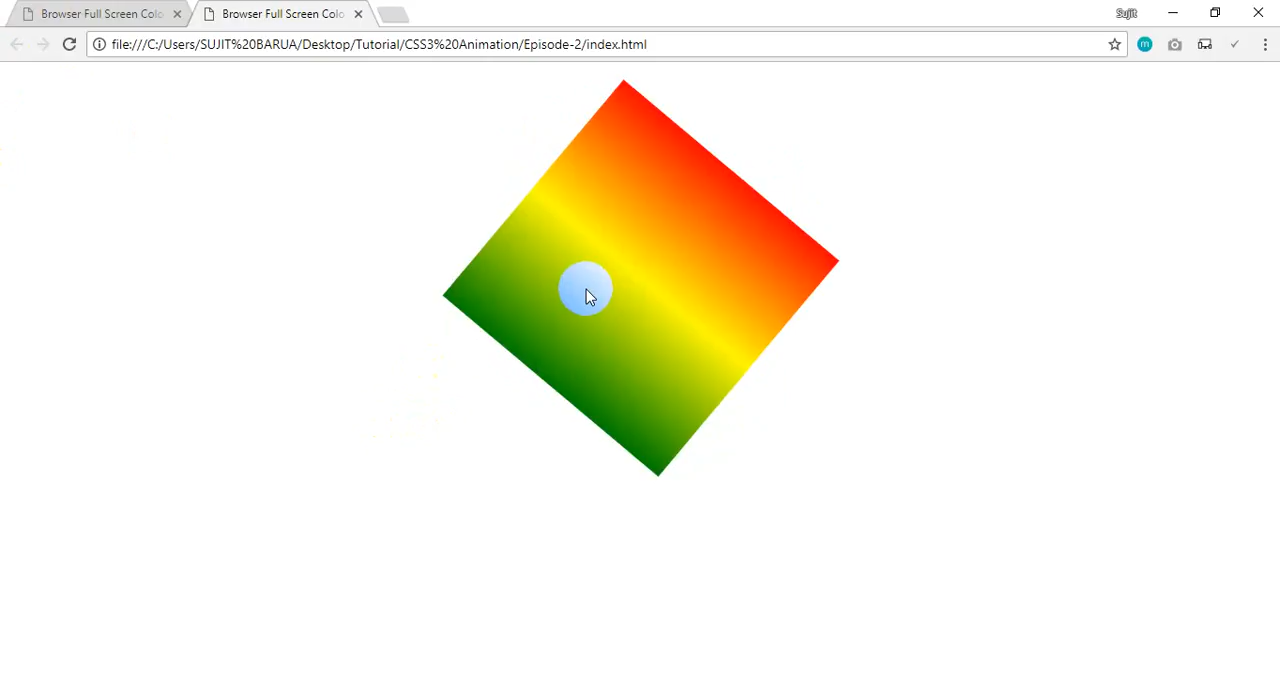 Browser Full Screen Colo
Browser Full Screen Colo
Sujit
file:///C:/Users/SUJIT%20BARUA/Desktop/Tutorial/CSS3%20Animation/Episode-2/index.html
m